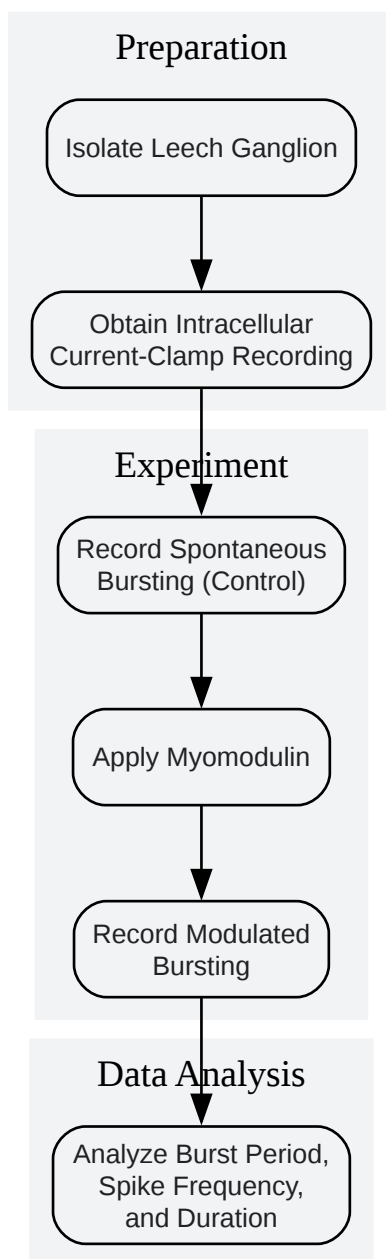 Preparation
Isolate Leech Ganglion
Obtain Intracellular
Current-Clamp Recording
Experiment
Record Spontaneous
Bursting (Control)
Apply Myomodulin
Record Modulated
Bursting
Data Analysis
Analyze Burst Period,
Spike Frequency,
and Duration